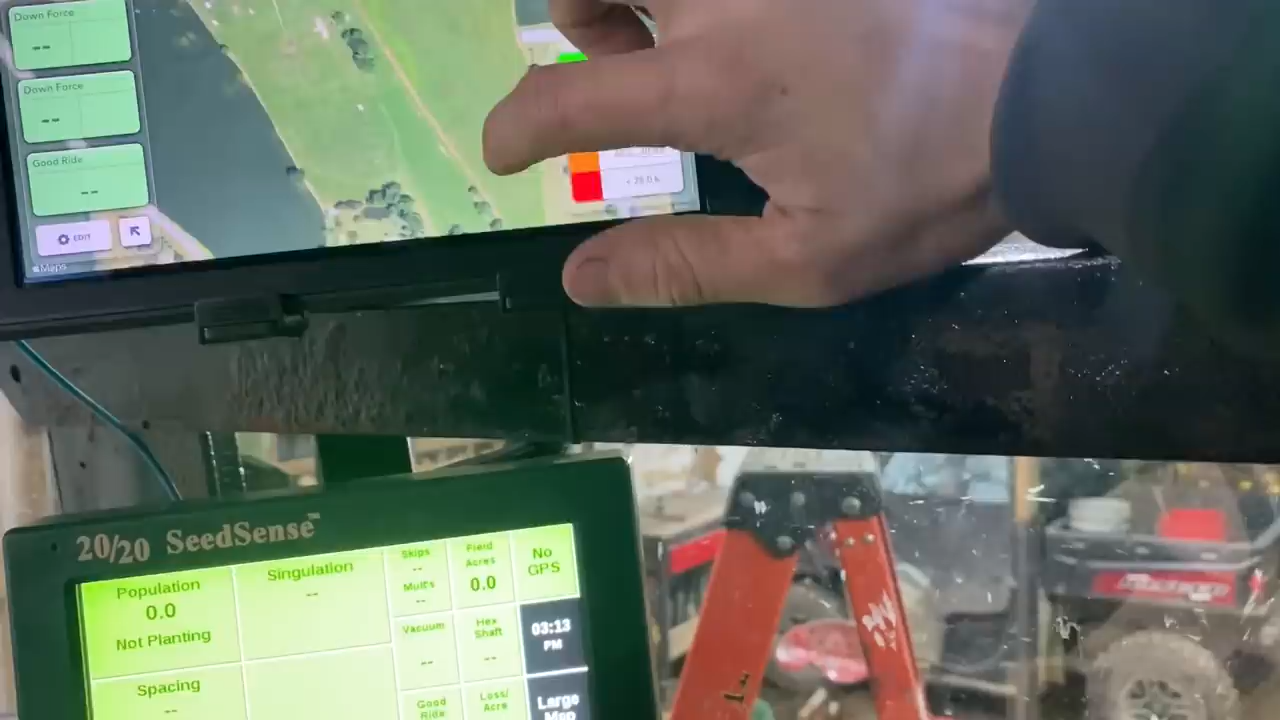 Down Force
--
Down Force
--
Good Ride
--
EDIT
Maps
20/20 SeedSense™
Population
0.0
Not Planting
Singulation
--
Skips
--
Mults
--
Field
Acres
0.0
No
GPS
Vacuum
--
Hex
Shaft
--
03:13
PM
Spacing
--
Good
Ride
Loss/
Acre
Large
Map